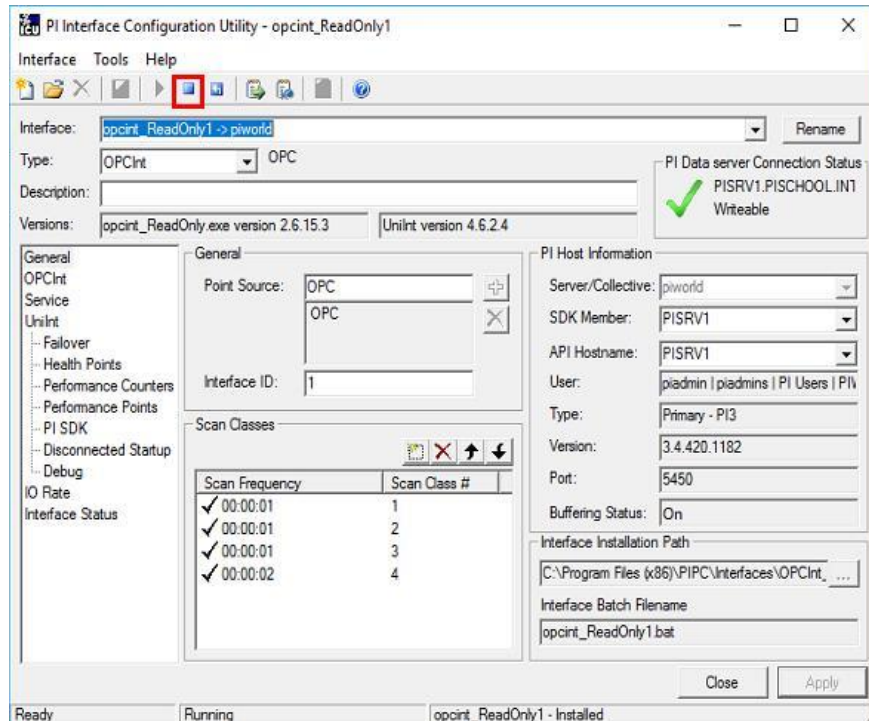 PI Interface Configuration Utility - opcint_ReadOnly1
Interface Tools Help
Interface: opcint_ReadOnly1 -> piworld Rename
Type: OPCInt OPC
Description:
Versions: opcint_ReadOnly.exe version 2.6.15.3 UniInt version 4.6.2.4
PI Data server Connection Status
PISRV1.PISCHOOL.INT
Writeable
General
OPCInt
Service
UniInt
Failover
Health Points
Performance Counters
Performance Points
PI SDK
Disconnected Startup
Debug
IO Rate
Interface Status
General
Point Source: OPC
OPC
Interface ID: 1
Scan Classes
Scan Frequency Scan Class #
00:00:01 1
00:00:01 2
00:00:01 3
00:00:02 4
PI Host Information
Server/Collective: piworld
SDK Member: PISRV1
API Hostname: PISRV1
User: piadmin | piadmins | PI Users |
Type: Primary - PI3
Version: 3.4.420.1182
Port: 5450
Buffering Status: On
Interface Installation Path
C:\Program Files (x86)\PIPC\Interfaces\OPCInt_ ...
Interface Batch Filename
opcint_ReadOnly1.bat
Close Apply
Ready Running opcint_ReadOnly1 - Installed